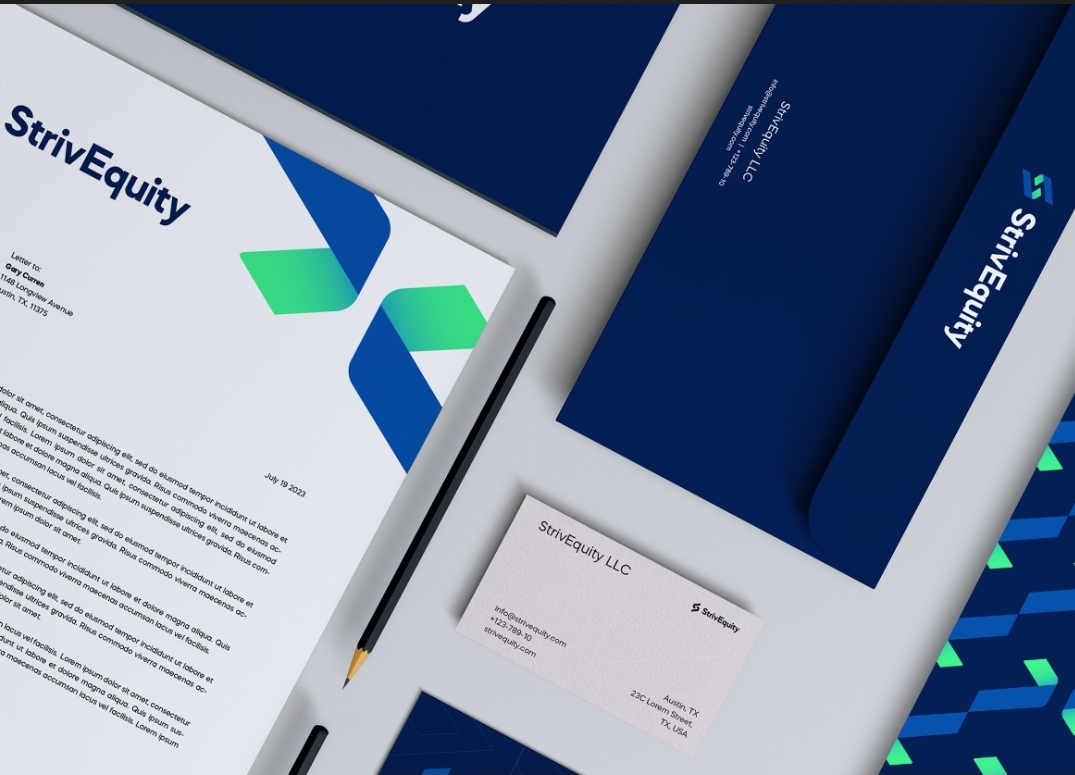 StrivEquity
Letter to:
Gary Curren
1148 Longview Avenue
ustin, TX, 11375
July 19 2023
dolor sit amet, consectetur adipiscing elit, sed do eiusmod tempor incididunt ut labore et
aliqua. Quis ipsum suspendisse ultrices gravida. Risus commodo viverra maecenas ac-
facilisis. Lorem ipsum dolor sit amet, consectetur adipiscing elit, sed do eiusmod
labore et dolore magna aliqua. Quis ipsum suspendisse ultrices gravida. Risus com-
accumsan lacus vel facilisis.
consectetur adipiscing elit, sed do eiusmod tempor incididunt ut labore et
ipsum suspendisse ultrices gravida. Risus commodo viverra maecenas ac-
rem ipsum dolor sit amet.
do eiusmod tempor incididunt ut labore et dolore magna aliqua. Quis
Risus commodo viverra maecenas accumsan lacus vel facilisis.
adipiscing elit, sed do eiusmod tempor incididunt ut labore et
ultrices gravida. Risus commodo viverra maecenas ac-
dolor sit amet.
lacus vel facilisis. Lorem ipsum dolor sit amet, consectetur
ut labore et dolore magna aliqua. Quis ipsum sus-
maecenas accumsan lacus vel facilisis. Lorem ipsum
StrivEquity LLC
info@strivequity.com | +123-789-10
strivequity.com
StrivEquity
StrivEquity LLC
StrivEquity
info@strivequity.com
+123-789-10
strivequity.com
Austin, TX
23C Lorem Street,
TX, USA